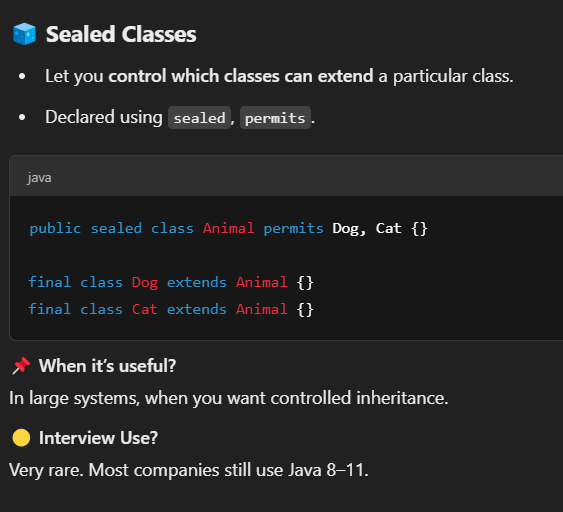 🧊 Sealed Classes
• Let you control which classes can extend a particular class.
• Declared using sealed, permits.
java
public sealed class Animal permits Dog, Cat {}
final class Dog extends Animal {}
final class Cat extends Animal {}
📌 When it’s useful?
In large systems, when you want controlled inheritance.
🟡 Interview Use?
Very rare. Most companies still use Java 8–11.